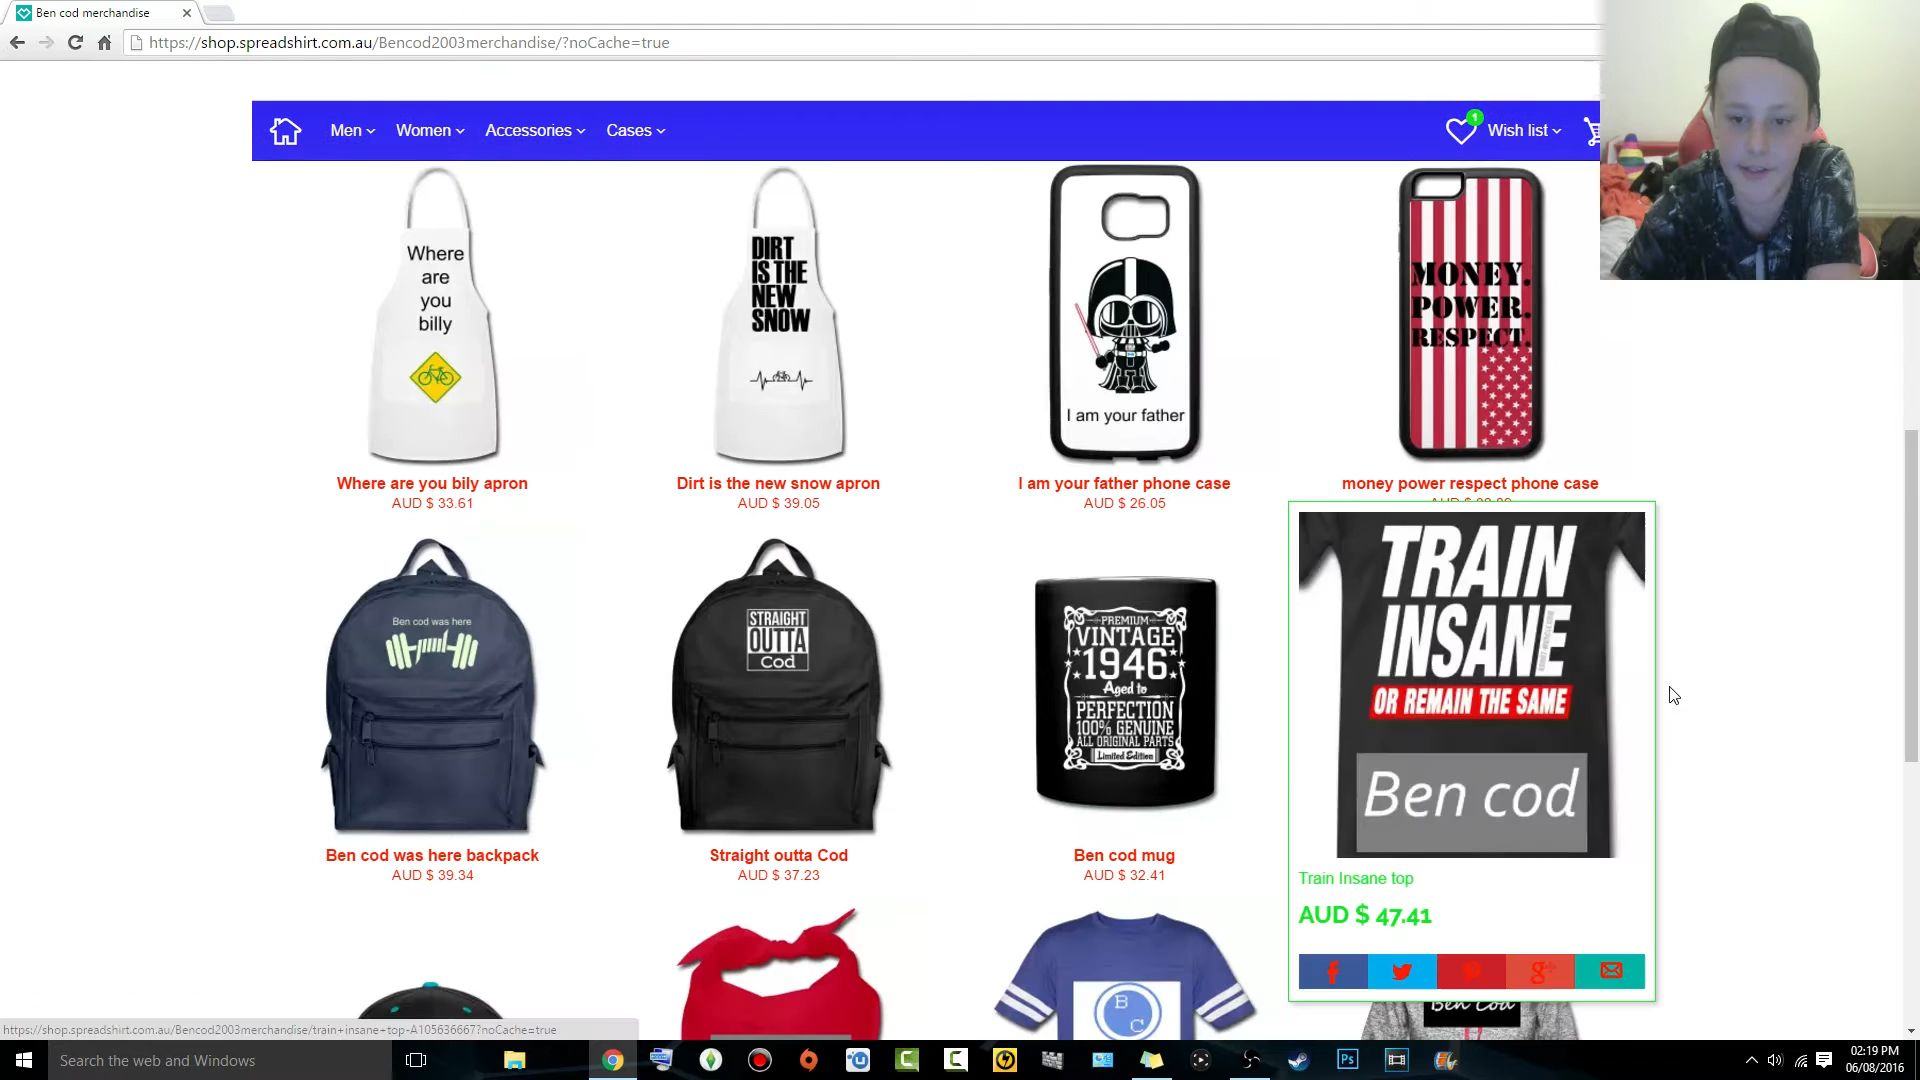 Ben cod merchandise
https://shop.spreadshirt.com.au/Bencod2003merchandise/?noCache=true
Men
Women
Accessories
Cases
1
Wish list
Where
are
you
billy
DIRT
IS THE
NEW
SNOW
I am your father
MONEY.
POWER.
RESPECT.
Where are you bily apron
AUD $ 33.61
Dirt is the new snow apron
AUD $ 39.05
I am your father phone case
AUD $ 26.05
money power respect phone case
Ben cod was here
STRAIGHT
OUTTA
Cod
PREMIUM
VINTAGE
1946
Aged to
PERFECTION
100% GENUINE
ALL ORIGINAL PARTS
Limited Edition
TRAIN
INSANE
OR REMAIN THE SAME
Ben cod
Ben cod was here backpack
AUD $ 39.34
Straight outta Cod
AUD $ 37.23
Ben cod mug
AUD $ 32.41
Train Insane top
AUD $ 47.41
B
C
Ben Cod
https://shop.spreadshirt.com.au/Bencod2003merchandise/train+insane+top-A105636667?noCache=true
Search the web and Windows
Ps
02:19 PM
06/08/2016